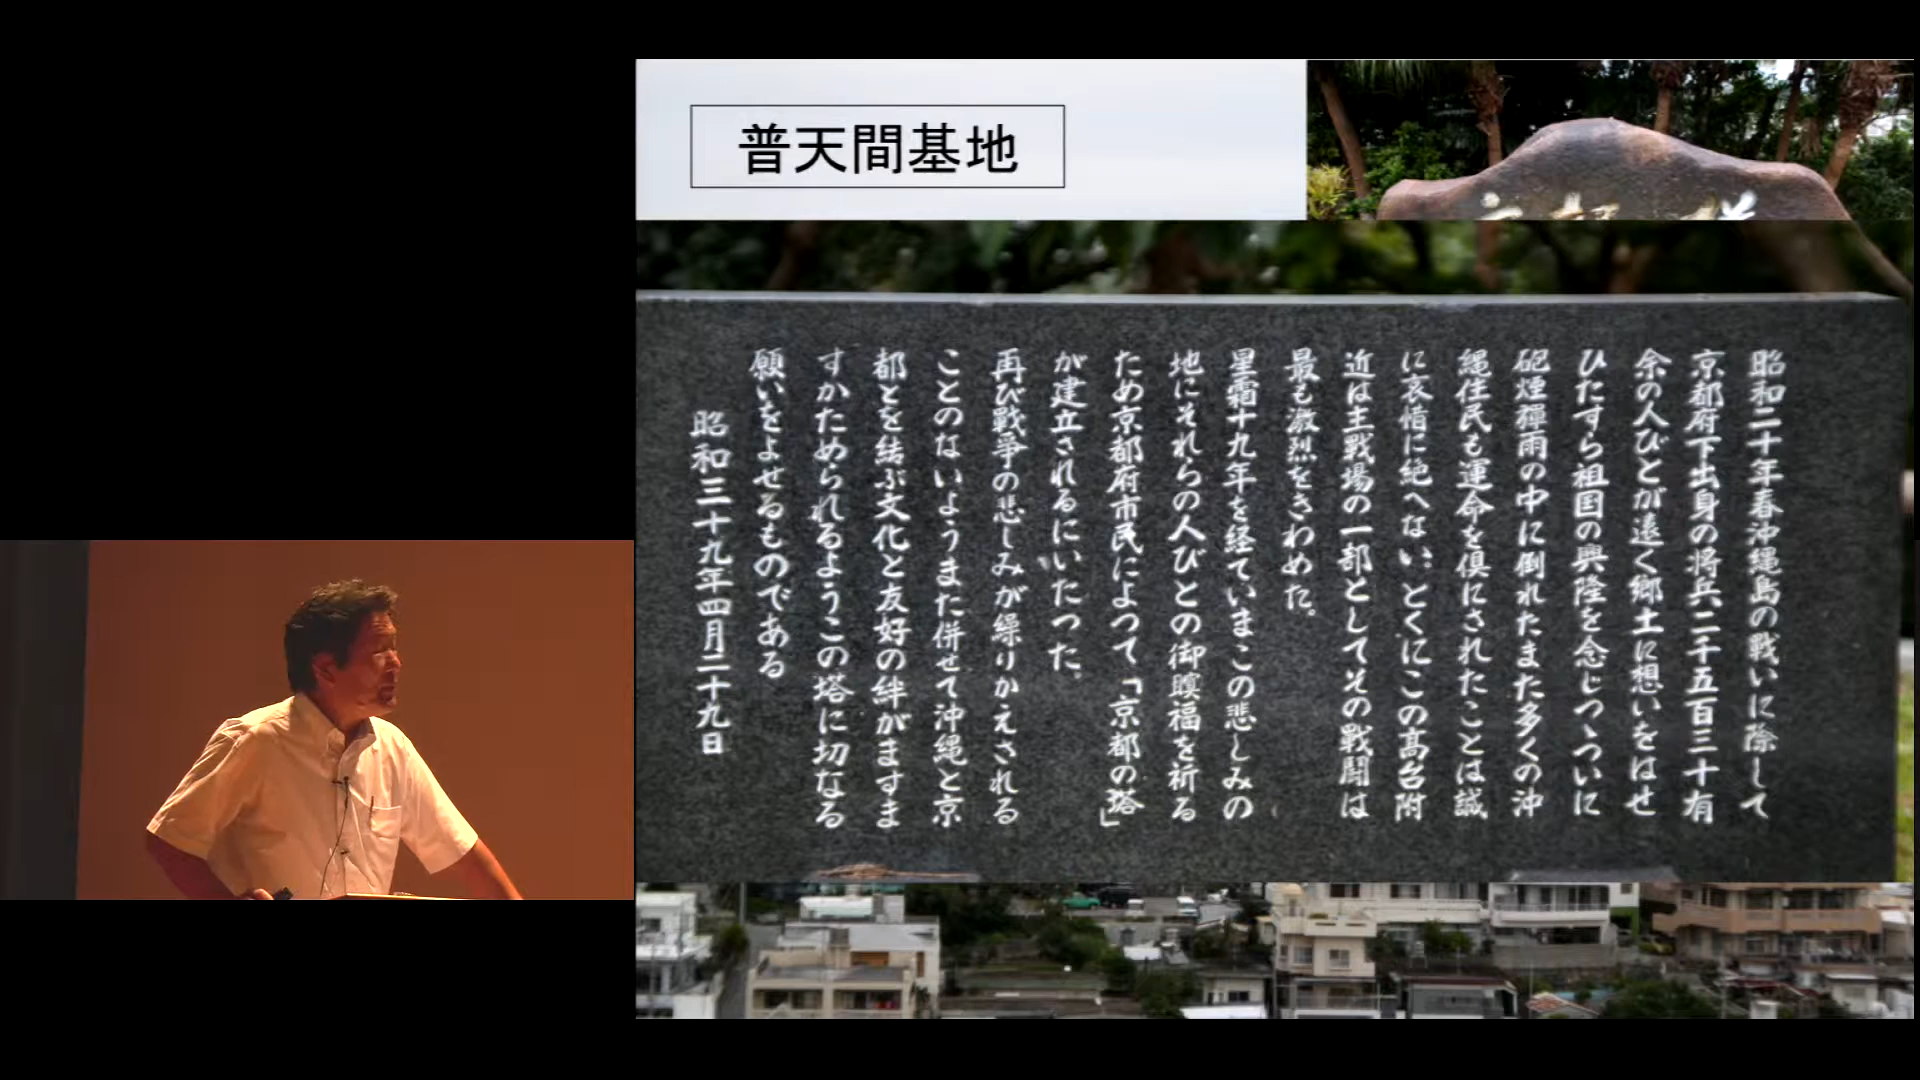 普天間基地
昭和二十年春沖縄島の戦いに際して
京都府下出身の将兵二千五百三十有
余の人びとが遠く郷土に想いをはせ
ひたすら祖国の興隆を念じつゝついに
砲煙彈雨の中に倒れたまた多くの沖
縄住民も運命を倶にされたことは誠
に哀惜に絶へない とくにこの高台附
近は主戰場の一部としてその戰闘は
最も激烈をきわめた。
星霜十九年を経ていまこの悲しみの
地にそれらの人びとの御瞑福を祈る
ため京都府市民によつて「京都の塔」
が建立されるにいたつた。
再び戰爭の悲しみが繰りかえされる
ことのないようまた併せて沖縄と京
都とを結ぶ文化と友好の絆がますま
すかためられるようこの塔に切なる
願いをよせるものである
昭和三十九年四月二十九日